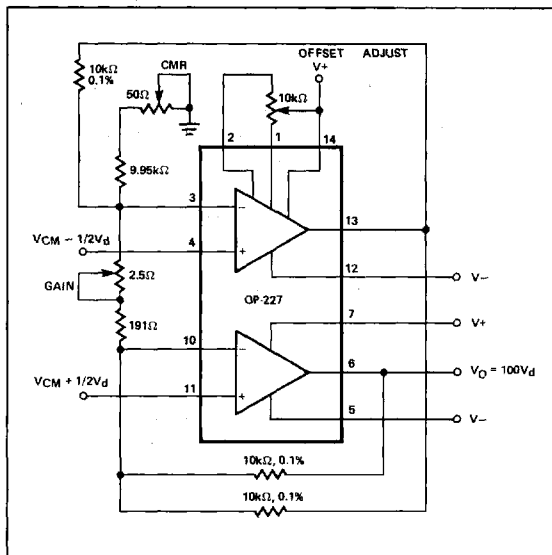 OFFSET ADJUST
V+
10kΩ
0.1%
CMR
50Ω
10kΩ
2
1
14
9.95kΩ
3
−
13
VCM − 1/2Vd
4
+
12
V−
GAIN
2.5Ω
OP-227
7
V+
191Ω
10
−
6
VO = 100Vd
VCM + 1/2Vd
11
+
5
V−
10kΩ, 0.1%
10kΩ, 0.1%